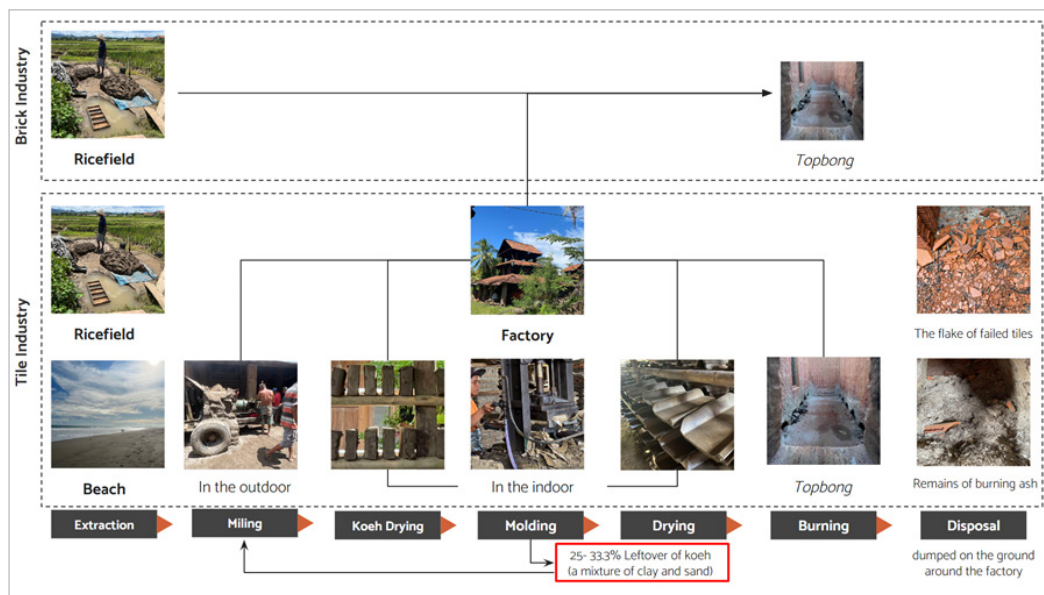 Brick Industry
Ricefield
Topbong
Tile Industry
Ricefield
Factory
The flake of failed tiles
Beach
In the outdoor
In the indoor
Topbong
Remains of burning ash
Extraction
Miling
Koeh Drying
Molding
Drying
Burning
Disposal
25- 33.3% Leftover of koeh
(a mixture of clay and sand)
dumped on the ground
around the factory